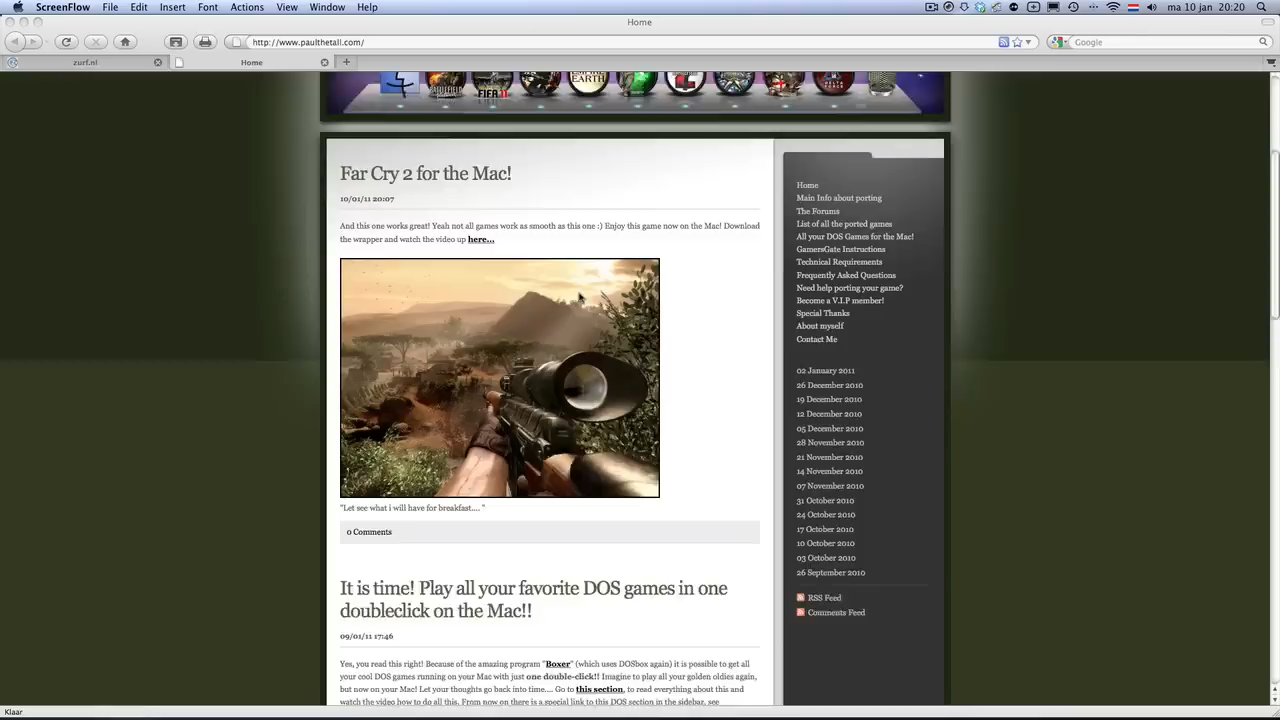 ScreenFlow File Edit Insert Font Actions View Window Help ma 10 jan 20:20
Home
http://www.paulthetall.com/ Google
zurf.nl Home
EARTH
FIFA 11
Far Cry 2 for the Mac!
10/01/11 20:07
And this one works great! Yeah not all games work as smooth as this one :) Enjoy this game now on the Mac! Download
the wrapper and watch the video up here...
"Let see what i will have for breakfast.... "
0 Comments
It is time! Play all your favorite DOS games in one
doubleclick on the Mac!!
09/01/11 17:46
Yes, you read this right! Because of the amazing program "Boxer" (which uses DOSbox again) it is possible to get all
your cool DOS games running on your Mac with just one double-click!! Imagine to play all your golden oldies again,
but now on your Mac! Let your thoughts go back into time.... Go to this section, to read everything about this and
watch the video how to do all this. From now on there is a special link to this DOS section in the sidebar, see
Home
Main Info about porting
The Forums
List of all the ported games
All your DOS Games for the Mac!
GamersGate Instructions
Technical Requirements
Frequently Asked Questions
Need help porting your game?
Become a V.I.P member!
Special Thanks
About myself
Contact Me
02 January 2011
26 December 2010
19 December 2010
12 December 2010
05 December 2010
28 November 2010
21 November 2010
14 November 2010
07 November 2010
31 October 2010
24 October 2010
17 October 2010
10 October 2010
03 October 2010
26 September 2010
RSS Feed
Comments Feed
Klaar